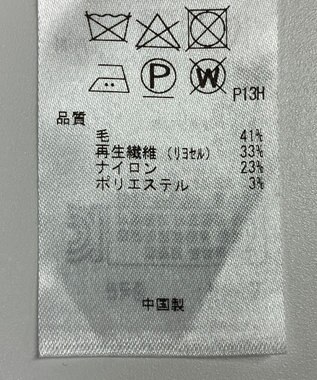 P
W
P13H
品質
毛 41%
再生繊維 (リヨセル) 33%
ナイロン 23%
ポリエステル 3%
中国製